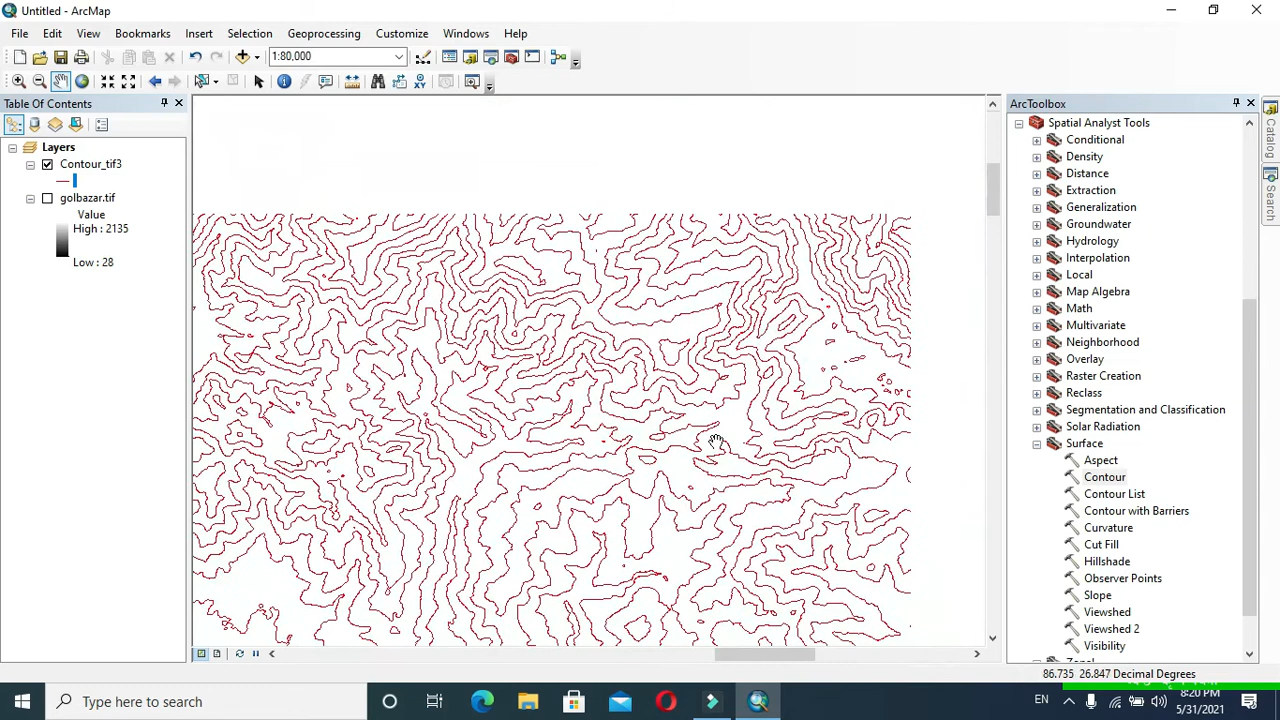 Untitled - ArcMap
File Edit View Bookmarks Insert Selection Geoprocessing Customize Windows Help
1:80,000
Table Of Contents
Layers
Contour_tif3
golbazar.tif
Value
High : 2135
Low : 28
ArcToolbox
Spatial Analyst Tools
Conditional
Density
Distance
Extraction
Generalization
Groundwater
Hydrology
Interpolation
Local
Map Algebra
Math
Multivariate
Neighborhood
Overlay
Raster Creation
Reclass
Segmentation and Classification
Solar Radiation
Surface
Aspect
Contour
Contour List
Contour with Barriers
Curvature
Cut Fill
Hillshade
Observer Points
Slope
Viewshed
Viewshed 2
Visibility
Catalog
Search
86.735 26.847 Decimal Degrees
Type here to search
EN
8:20 PM
5/31/2021